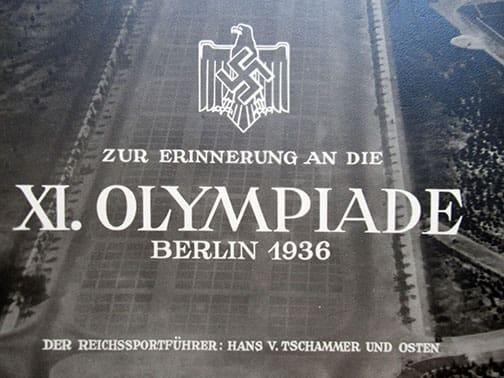 ZUR ERINNERUNG AN DIE
XI. OLYMPIADE
BERLIN 1936
DER REICHSSPORTFÜHRER: HANS V. TSCHAMMER UND OSTEN